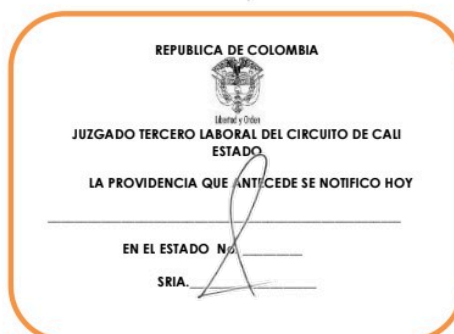 REPUBLICA DE COLOMBIA
Libertad y Orden
JUZGADO TERCERO LABORAL DEL CIRCUITO DE CALI
ESTADO
LA PROVIDENCIA QUE ANTECEDE SE NOTIFICO HOY
EN EL ESTADO No.
SRIA.